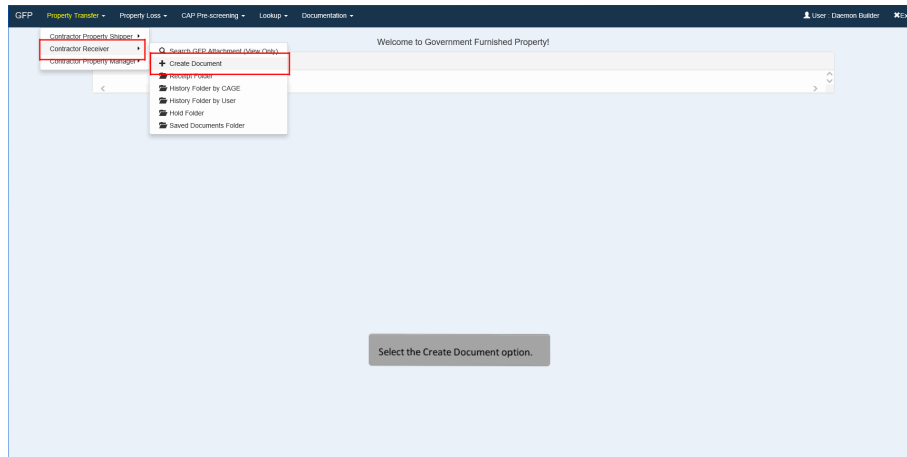 GFP Property Transfer Property Loss CAP Pre-screening Lookup Documentation User : Daemon Builder
Contractor Property Shipper
Contractor Receiver
Contractor Property Manager
Welcome to Government Furnished Property!
Search GFP Attachment (View Only)
Create Document
Receipt Folder
History Folder by CAGE
History Folder by User
Hold Folder
Saved Documents Folder
Select the Create Document option.